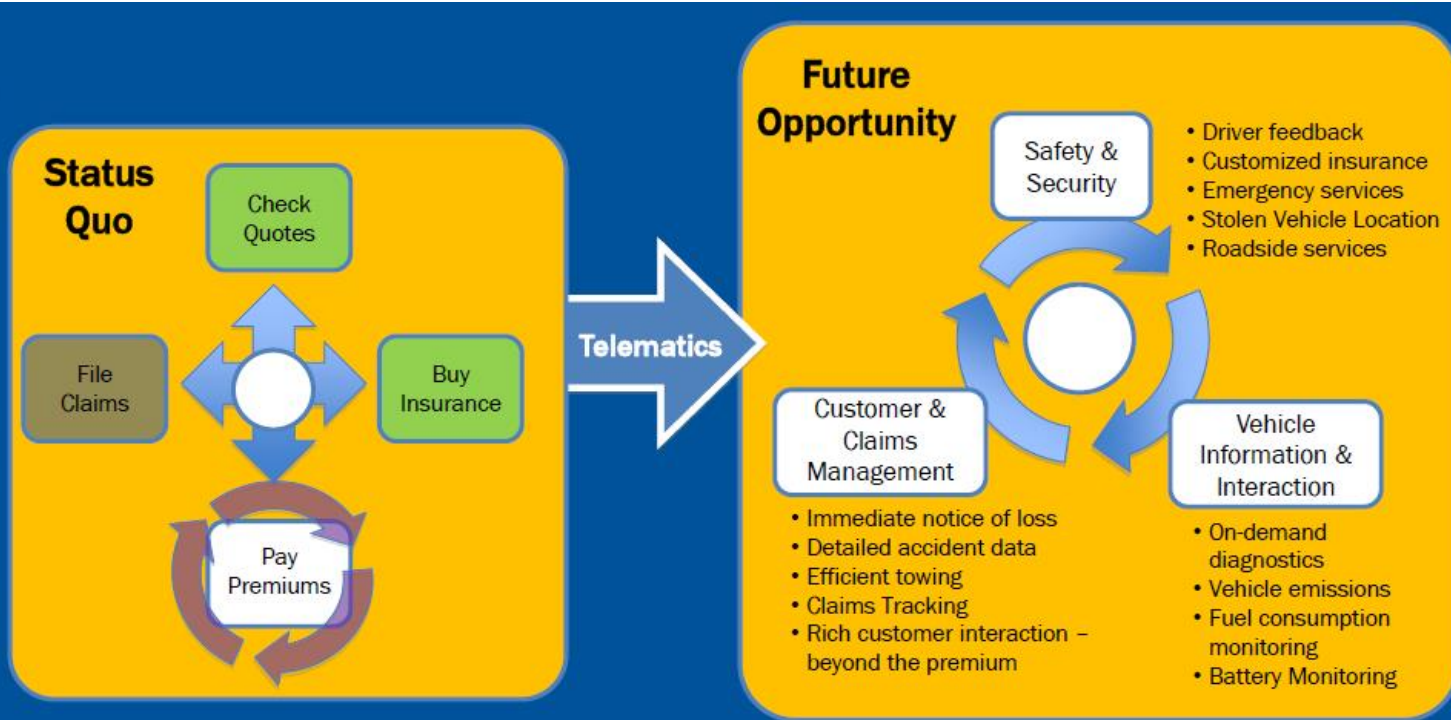 Status
Quo
Check
Quotes
File
Claims
Buy
Insurance
Pay
Premiums
Telematics
Future
Opportunity
Safety &
Security
• Driver feedback
• Customized insurance
• Emergency services
• Stolen Vehicle Location
• Roadside services
Customer &
Claims
Management
• Immediate notice of loss
• Detailed accident data
• Efficient towing
• Claims Tracking
• Rich customer interaction –
beyond the premium
Vehicle
Information &
Interaction
• On-demand
diagnostics
• Vehicle emissions
• Fuel consumption
monitoring
• Battery Monitoring